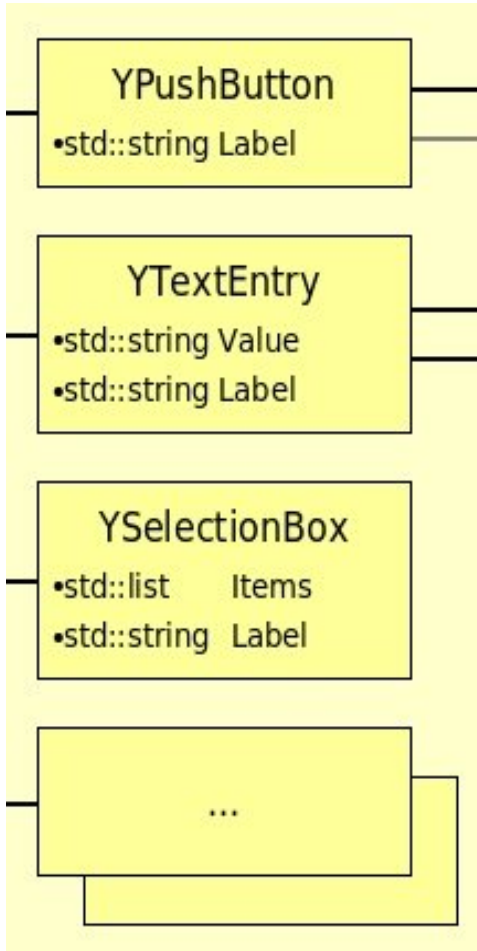 YPushButton
•std::string Label
YTextEntry
•std::string Value
•std::string Label
YSelectionBox
•std::list Items
•std::string Label
...